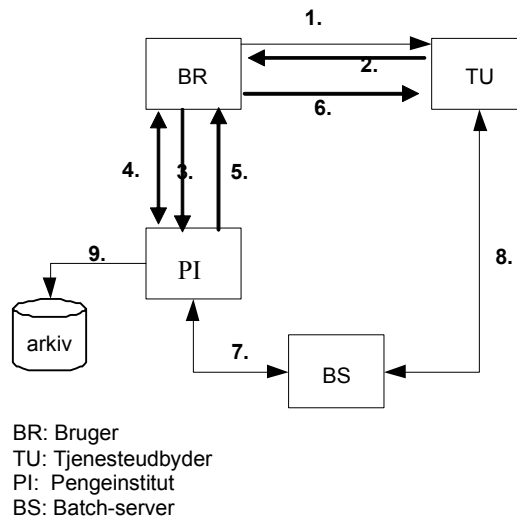 1.
BR
2.
TU
6.
4.
3.
5.
9.
PI
8.
arkiv
7.
BS
BR: Bruger
TU: Tjenesteudbyder
PI: Pengeinstitut
BS: Batch-server